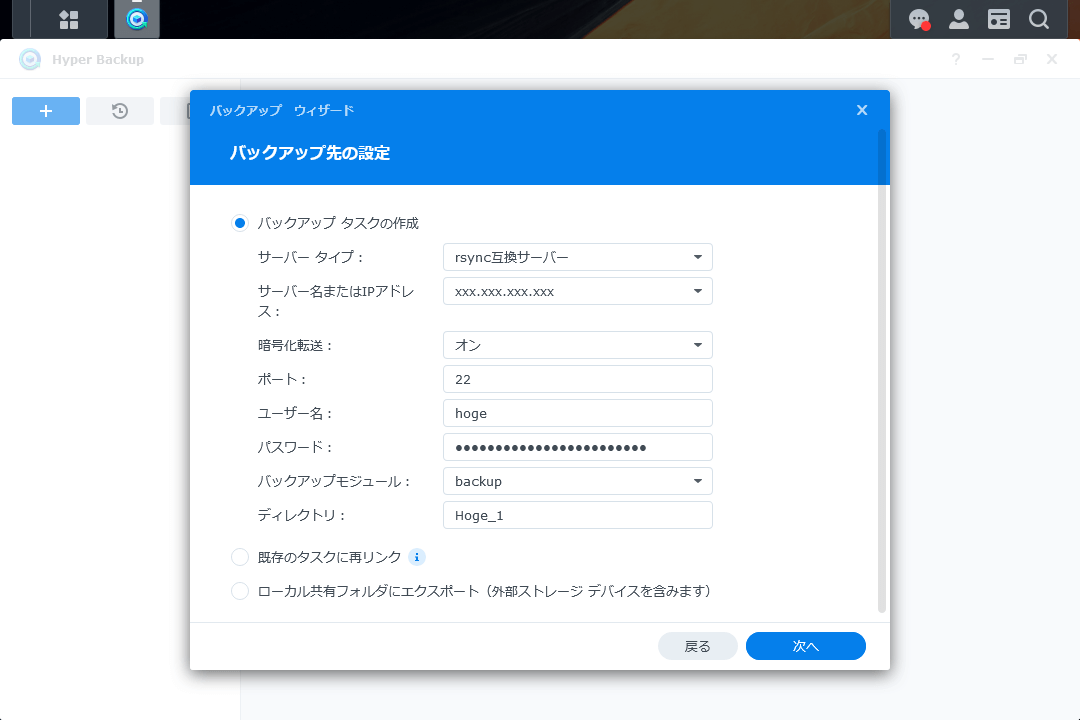 Hyper Backup
バックアップ ウィザード
バックアップ先の設定
バックアップ タスクの作成
サーバー タイプ： rsync互換サーバー
サーバー名またはIPアドレ
ス： xxx.xxx.xxx.xxx
暗号化転送： オン
ポート： 22
ユーザー名： hoge
パスワード： ●●●●●●●●●●●●●●●●●●●●●●●●
バックアップモジュール： backup
ディレクトリ： Hoge_1
既存のタスクに再リンク
ローカル共有フォルダにエクスポート（外部ストレージ デバイスを含みます）
戻る 次へ